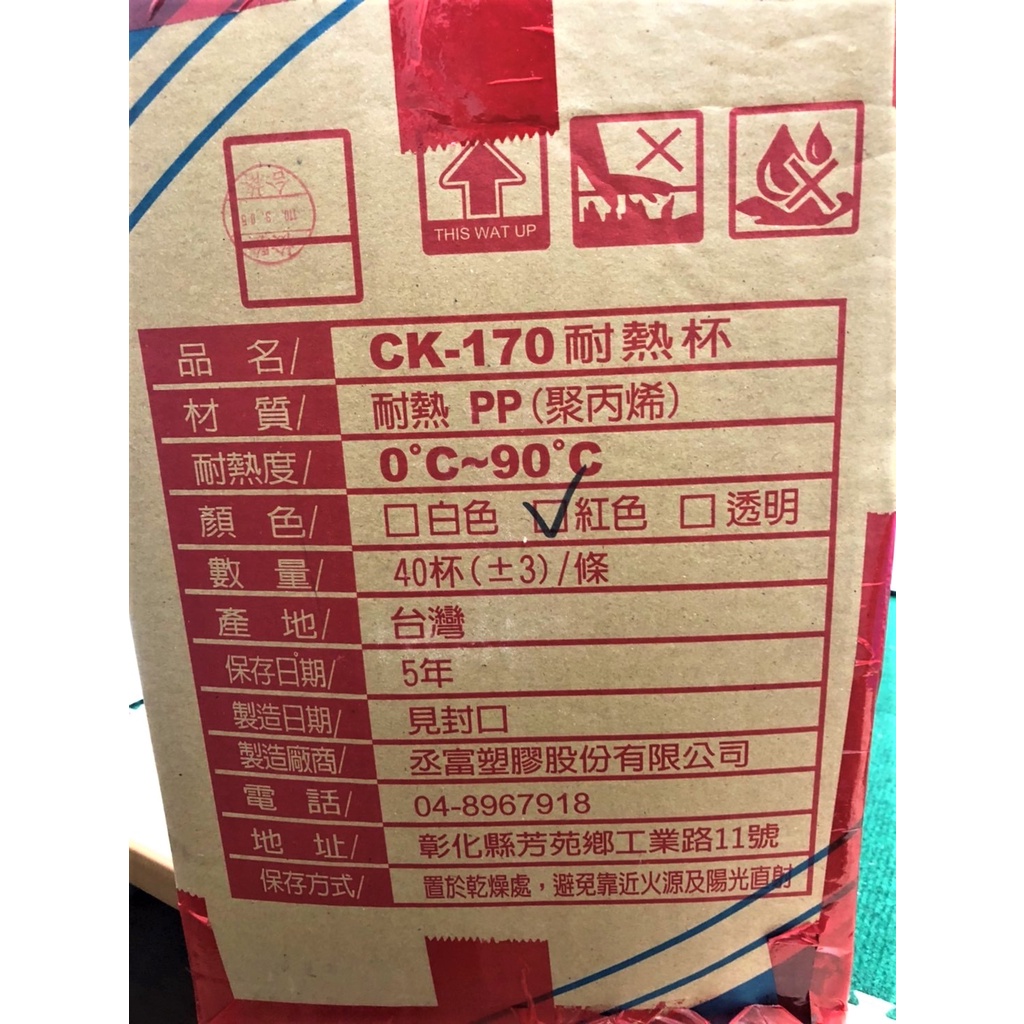 THIS WAT UP
品 名/ CK-170耐熱杯
材 質/ 耐熱 PP(聚丙烯)
耐熱度/ 0°C~90°C
顏 色/ □白色 ☑紅色 □透明
數 量/ 40杯(±3)/條
產 地/ 台灣
保存日期/ 5年
製造日期/ 見封口
製造廠商/ 丞富塑膠股份有限公司
電 話/ 04-8967918
地 址/ 彰化縣芳苑鄉工業路11號
保存方式/ 置於乾燥處，避免靠近火源及陽光直射